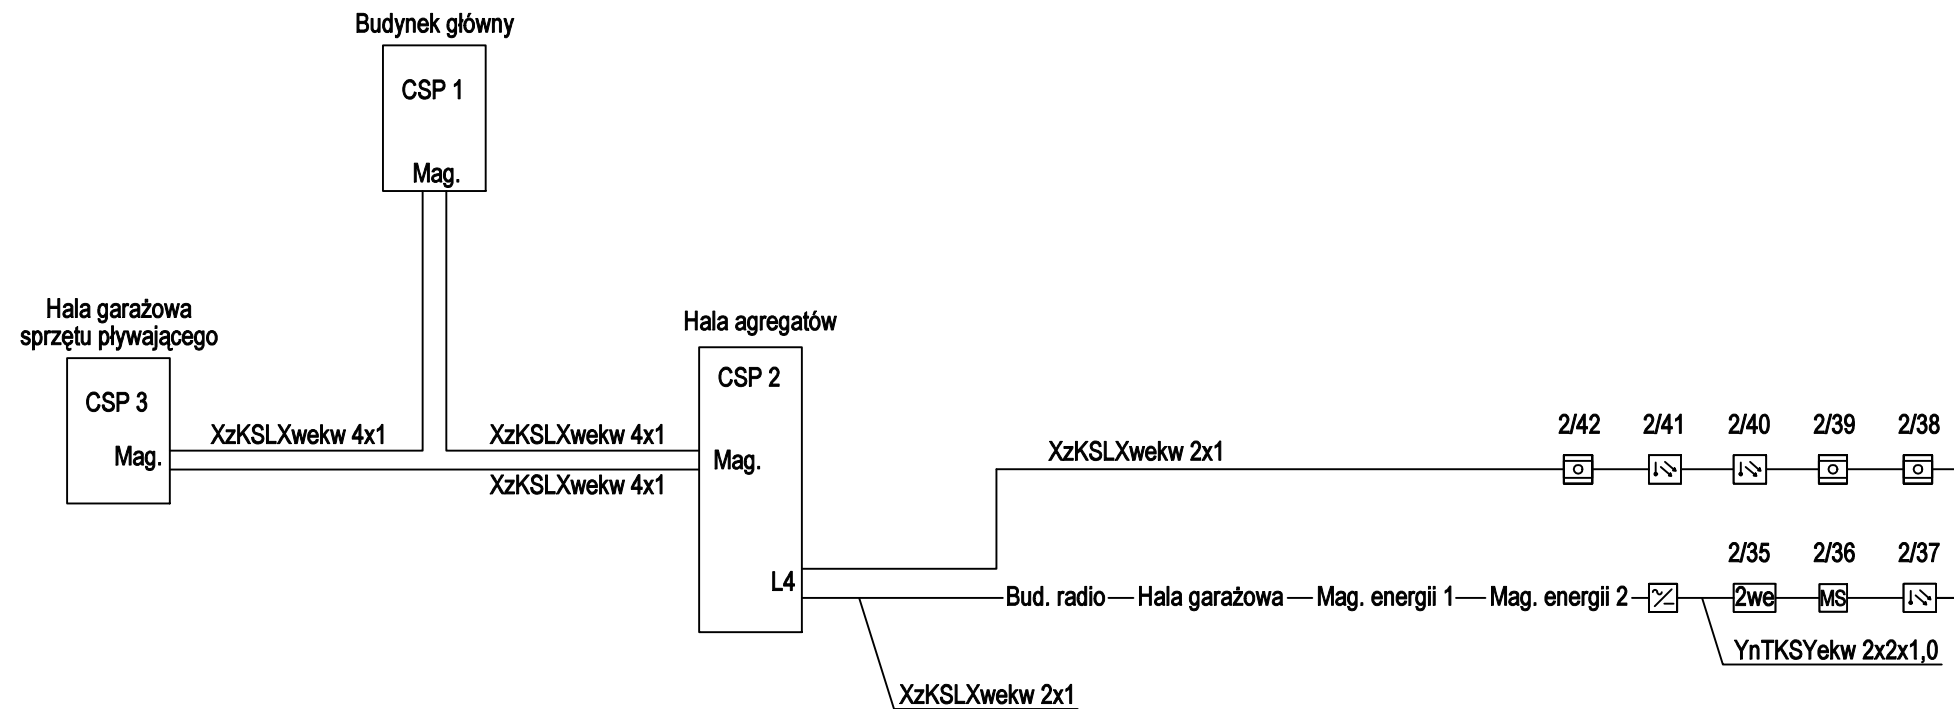 Budynek główny
CSP 1
Mag.
Hala garażowa
sprzętu pływającego
CSP 3
Mag.
XzKSLXwekw 4x1
XzKSLXwekw 4x1
XzKSLXwekw 4x1
Hala agregatów
CSP 2
Mag.
L4
XzKSLXwekw 2x1
2/42 2/41 2/40 2/39 2/38
2/35 2/36 2/37
Bud. radio Hala garażowa Mag. energii 1 Mag. energii 2 2we MS
YnTKSYekw 2x2x1,0
XzKSLXwekw 2x1